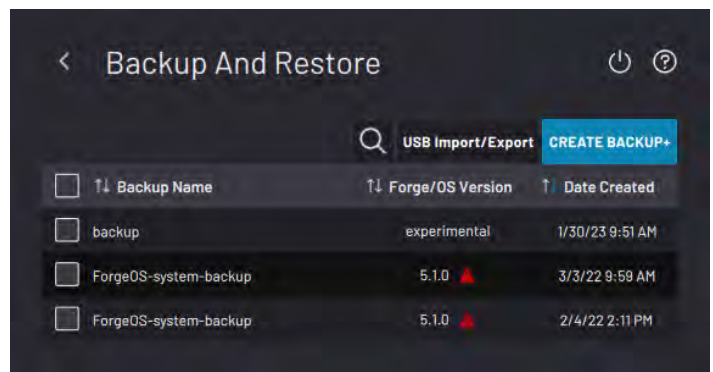 Backup And Restore
USB Import/Export CREATE BACKUP+
Backup Name Forge/OS Version Date Created
backup experimental 1/30/23 9:51 AM
ForgeOS-system-backup 5.1.0 3/3/22 9:59 AM
ForgeOS-system-backup 5.1.0 2/4/22 2:11 PM